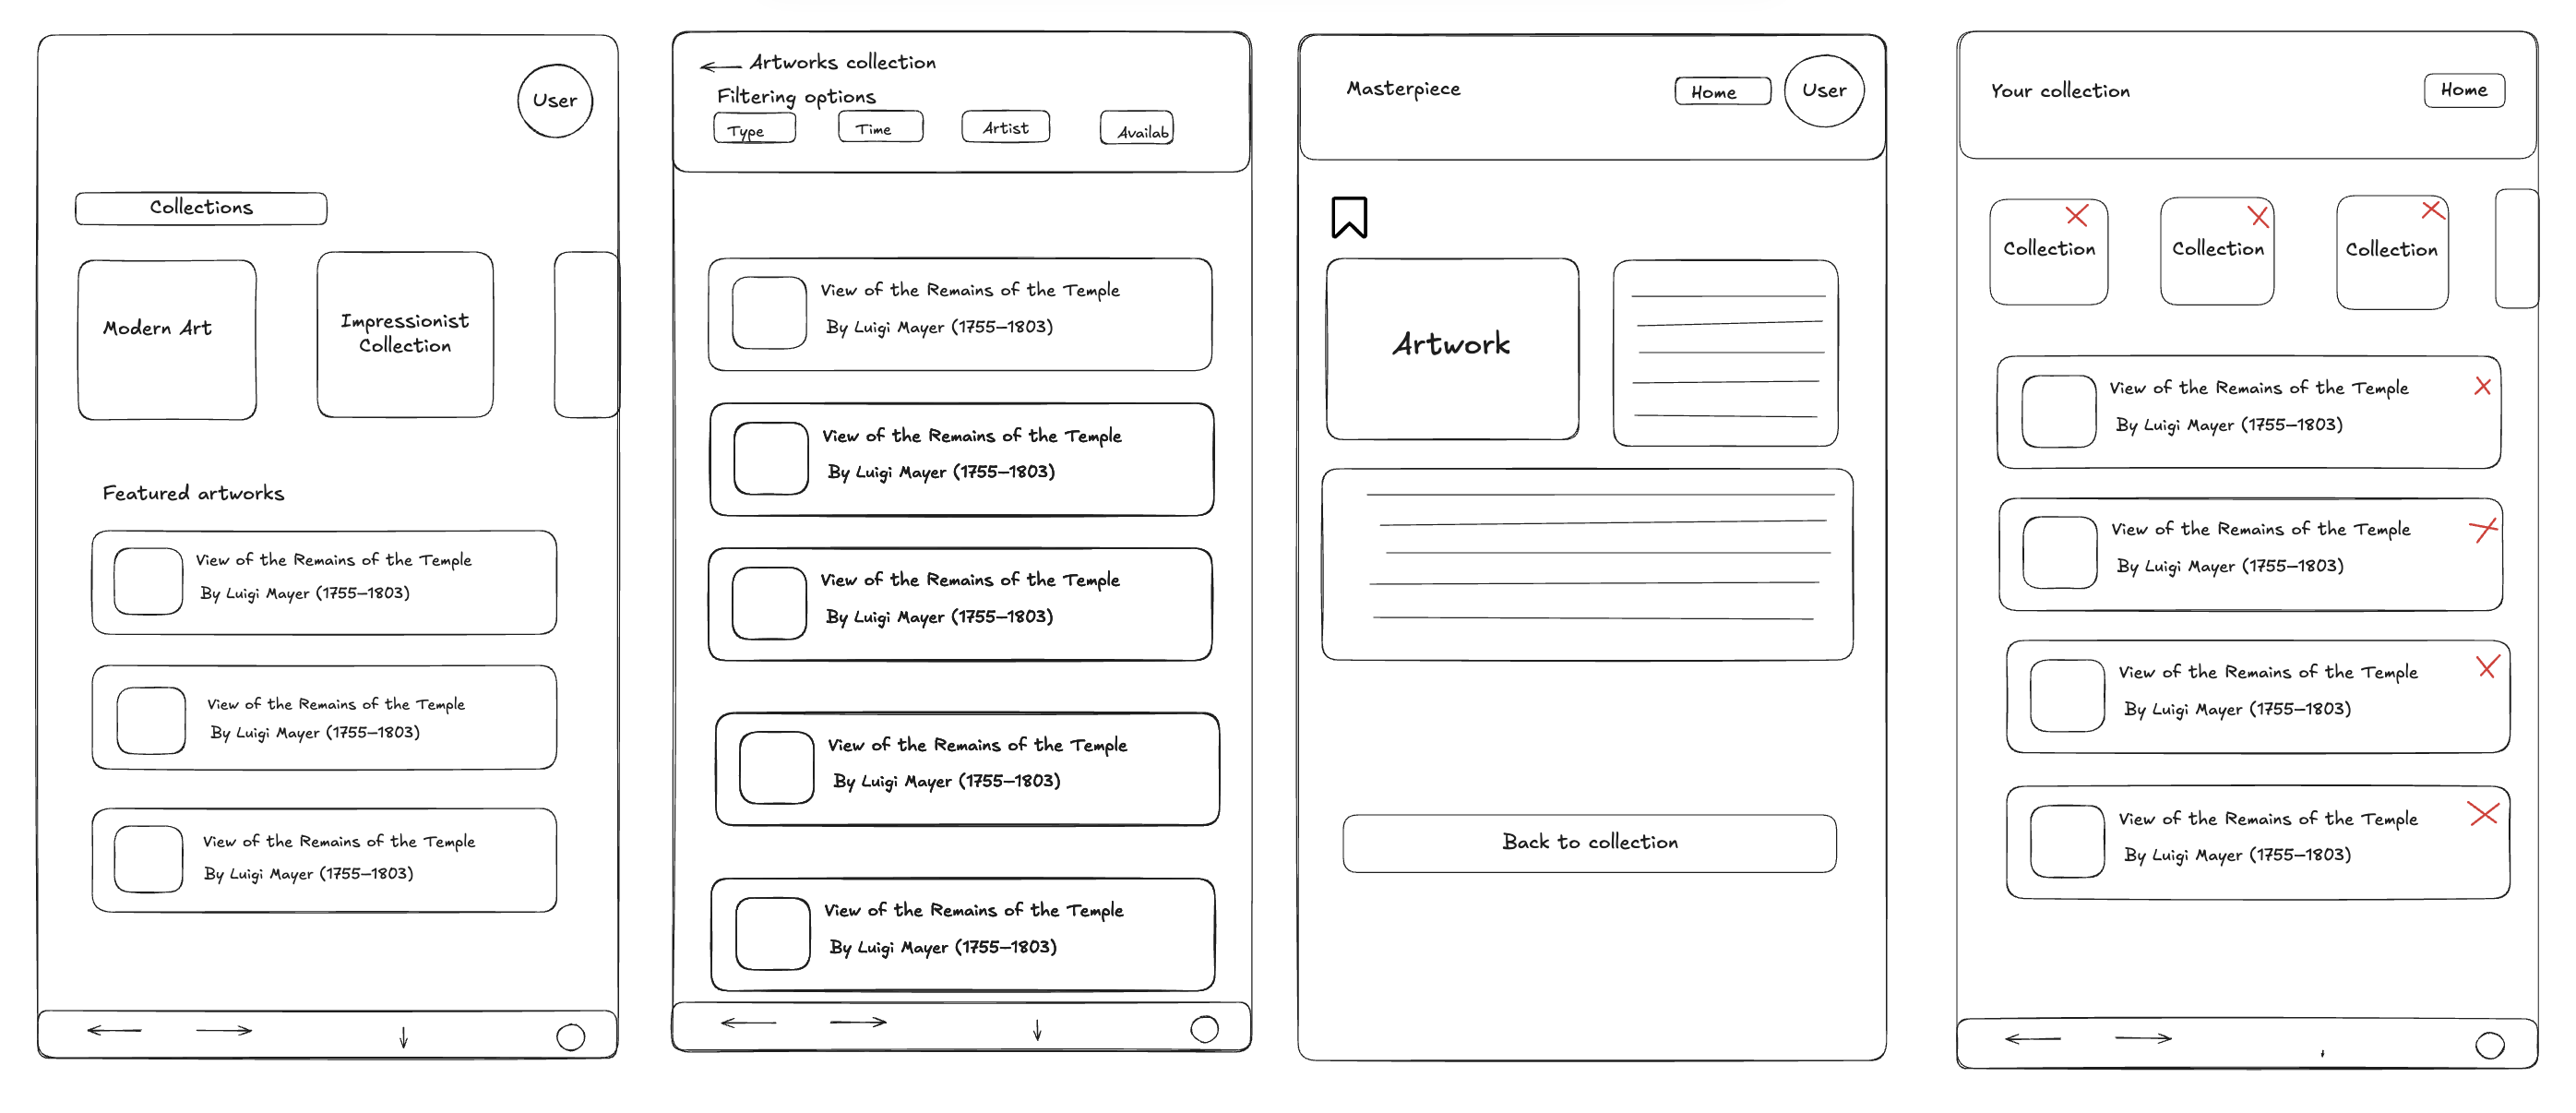 User
Collections
Modern Art
Impressionist
Collection
Featured artworks
View of the Remains of the Temple
By Luigi Mayer (1755–1803)
View of the Remains of the Temple
By Luigi Mayer (1755–1803)
View of the Remains of the Temple
By Luigi Mayer (1755–1803)
Artworks collection
Filtering options
Type
Time
Artist
Availab
View of the Remains of the Temple
By Luigi Mayer (1755–1803)
View of the Remains of the Temple
By Luigi Mayer (1755–1803)
View of the Remains of the Temple
By Luigi Mayer (1755–1803)
View of the Remains of the Temple
By Luigi Mayer (1755–1803)
View of the Remains of the Temple
By Luigi Mayer (1755–1803)
Masterpiece
Home
User
Artwork
Back to collection
Your collection
Home
Collection
Collection
Collection
View of the Remains of the Temple
By Luigi Mayer (1755–1803)
View of the Remains of the Temple
By Luigi Mayer (1755–1803)
View of the Remains of the Temple
By Luigi Mayer (1755–1803)
View of the Remains of the Temple
By Luigi Mayer (1755–1803)